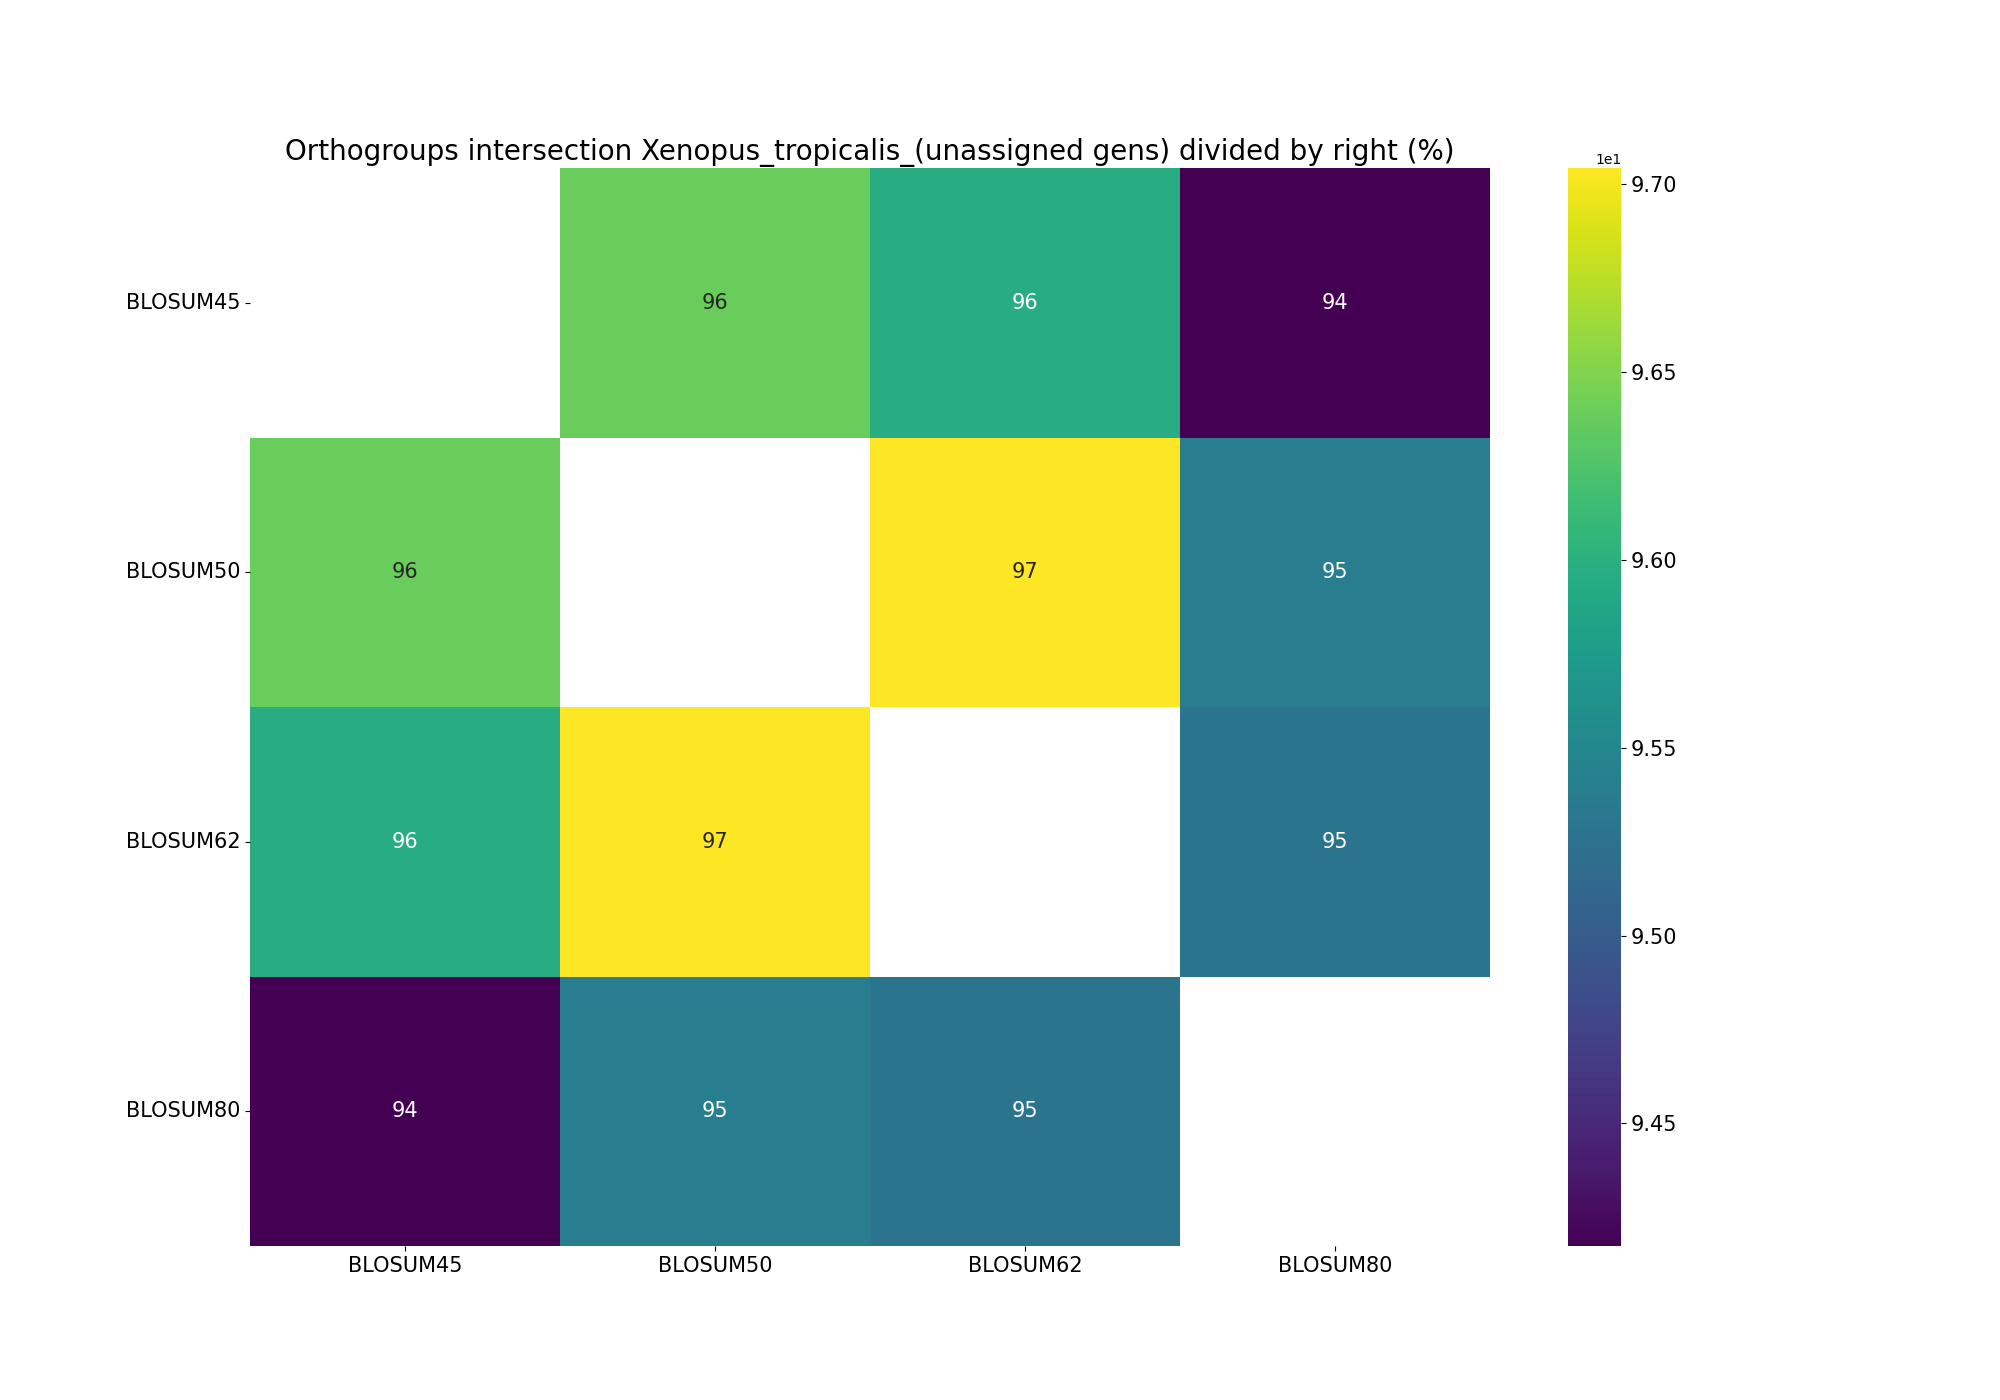 Orthogroups intersection Xenopus_tropicalis_(unassigned gens) divided by right (%)
1e1
9.70
BLOSUM45
96
96
94
9.65
BLOSUM50
96
97
95
9.60
9.55
BLOSUM62
96
97
95
9.50
BLOSUM80
94
95
95
9.45
BLOSUM45
BLOSUM50
BLOSUM62
BLOSUM80